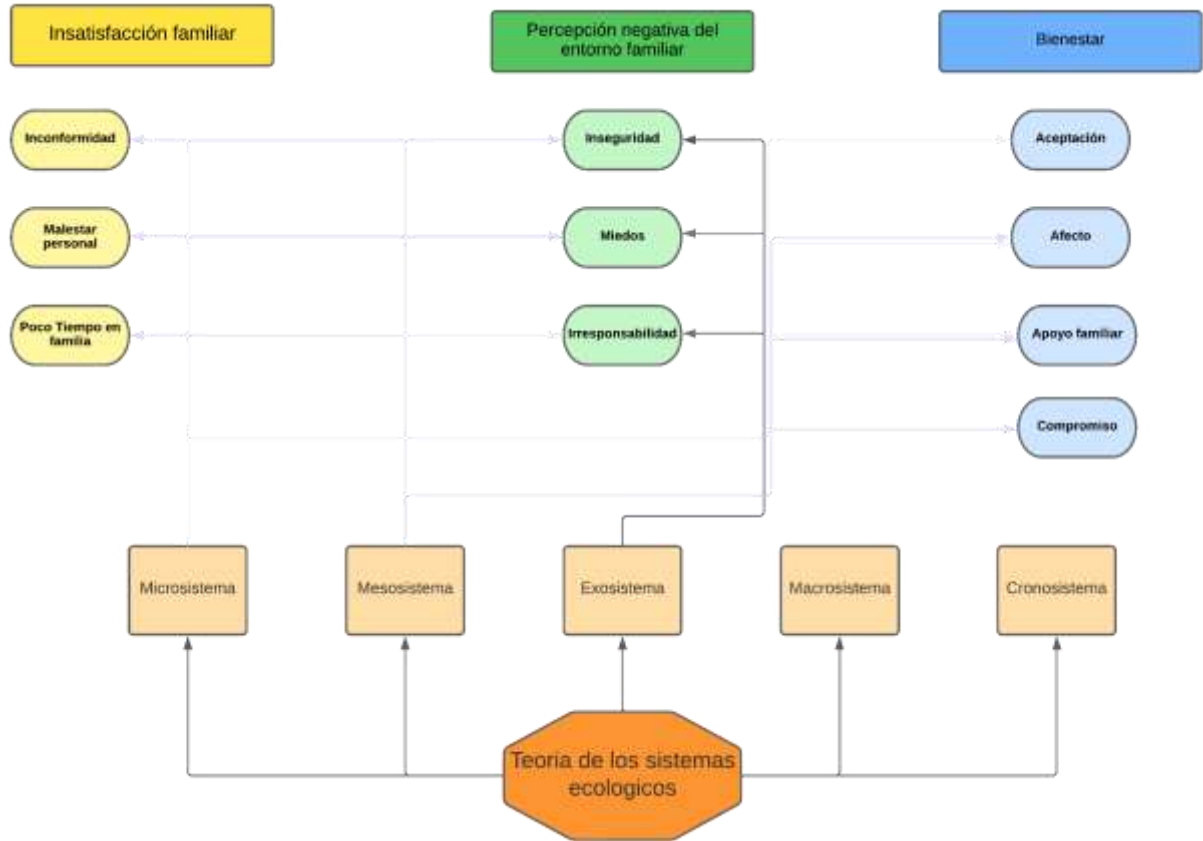 Insatisfacción familiar
Percepción negativa del
entorno familiar
Bienestar
Inconformidad
Inseguridad
Aceptación
Malestar
personal
Miedos
Afecto
Poco Tiempo en
familia
Irresponsabilidad
Apoyo familiar
Compromiso
Microsistema
Mesosistema
Exosistema
Macrosistema
Cronosistema
Teoria de los sistemas
ecologicos